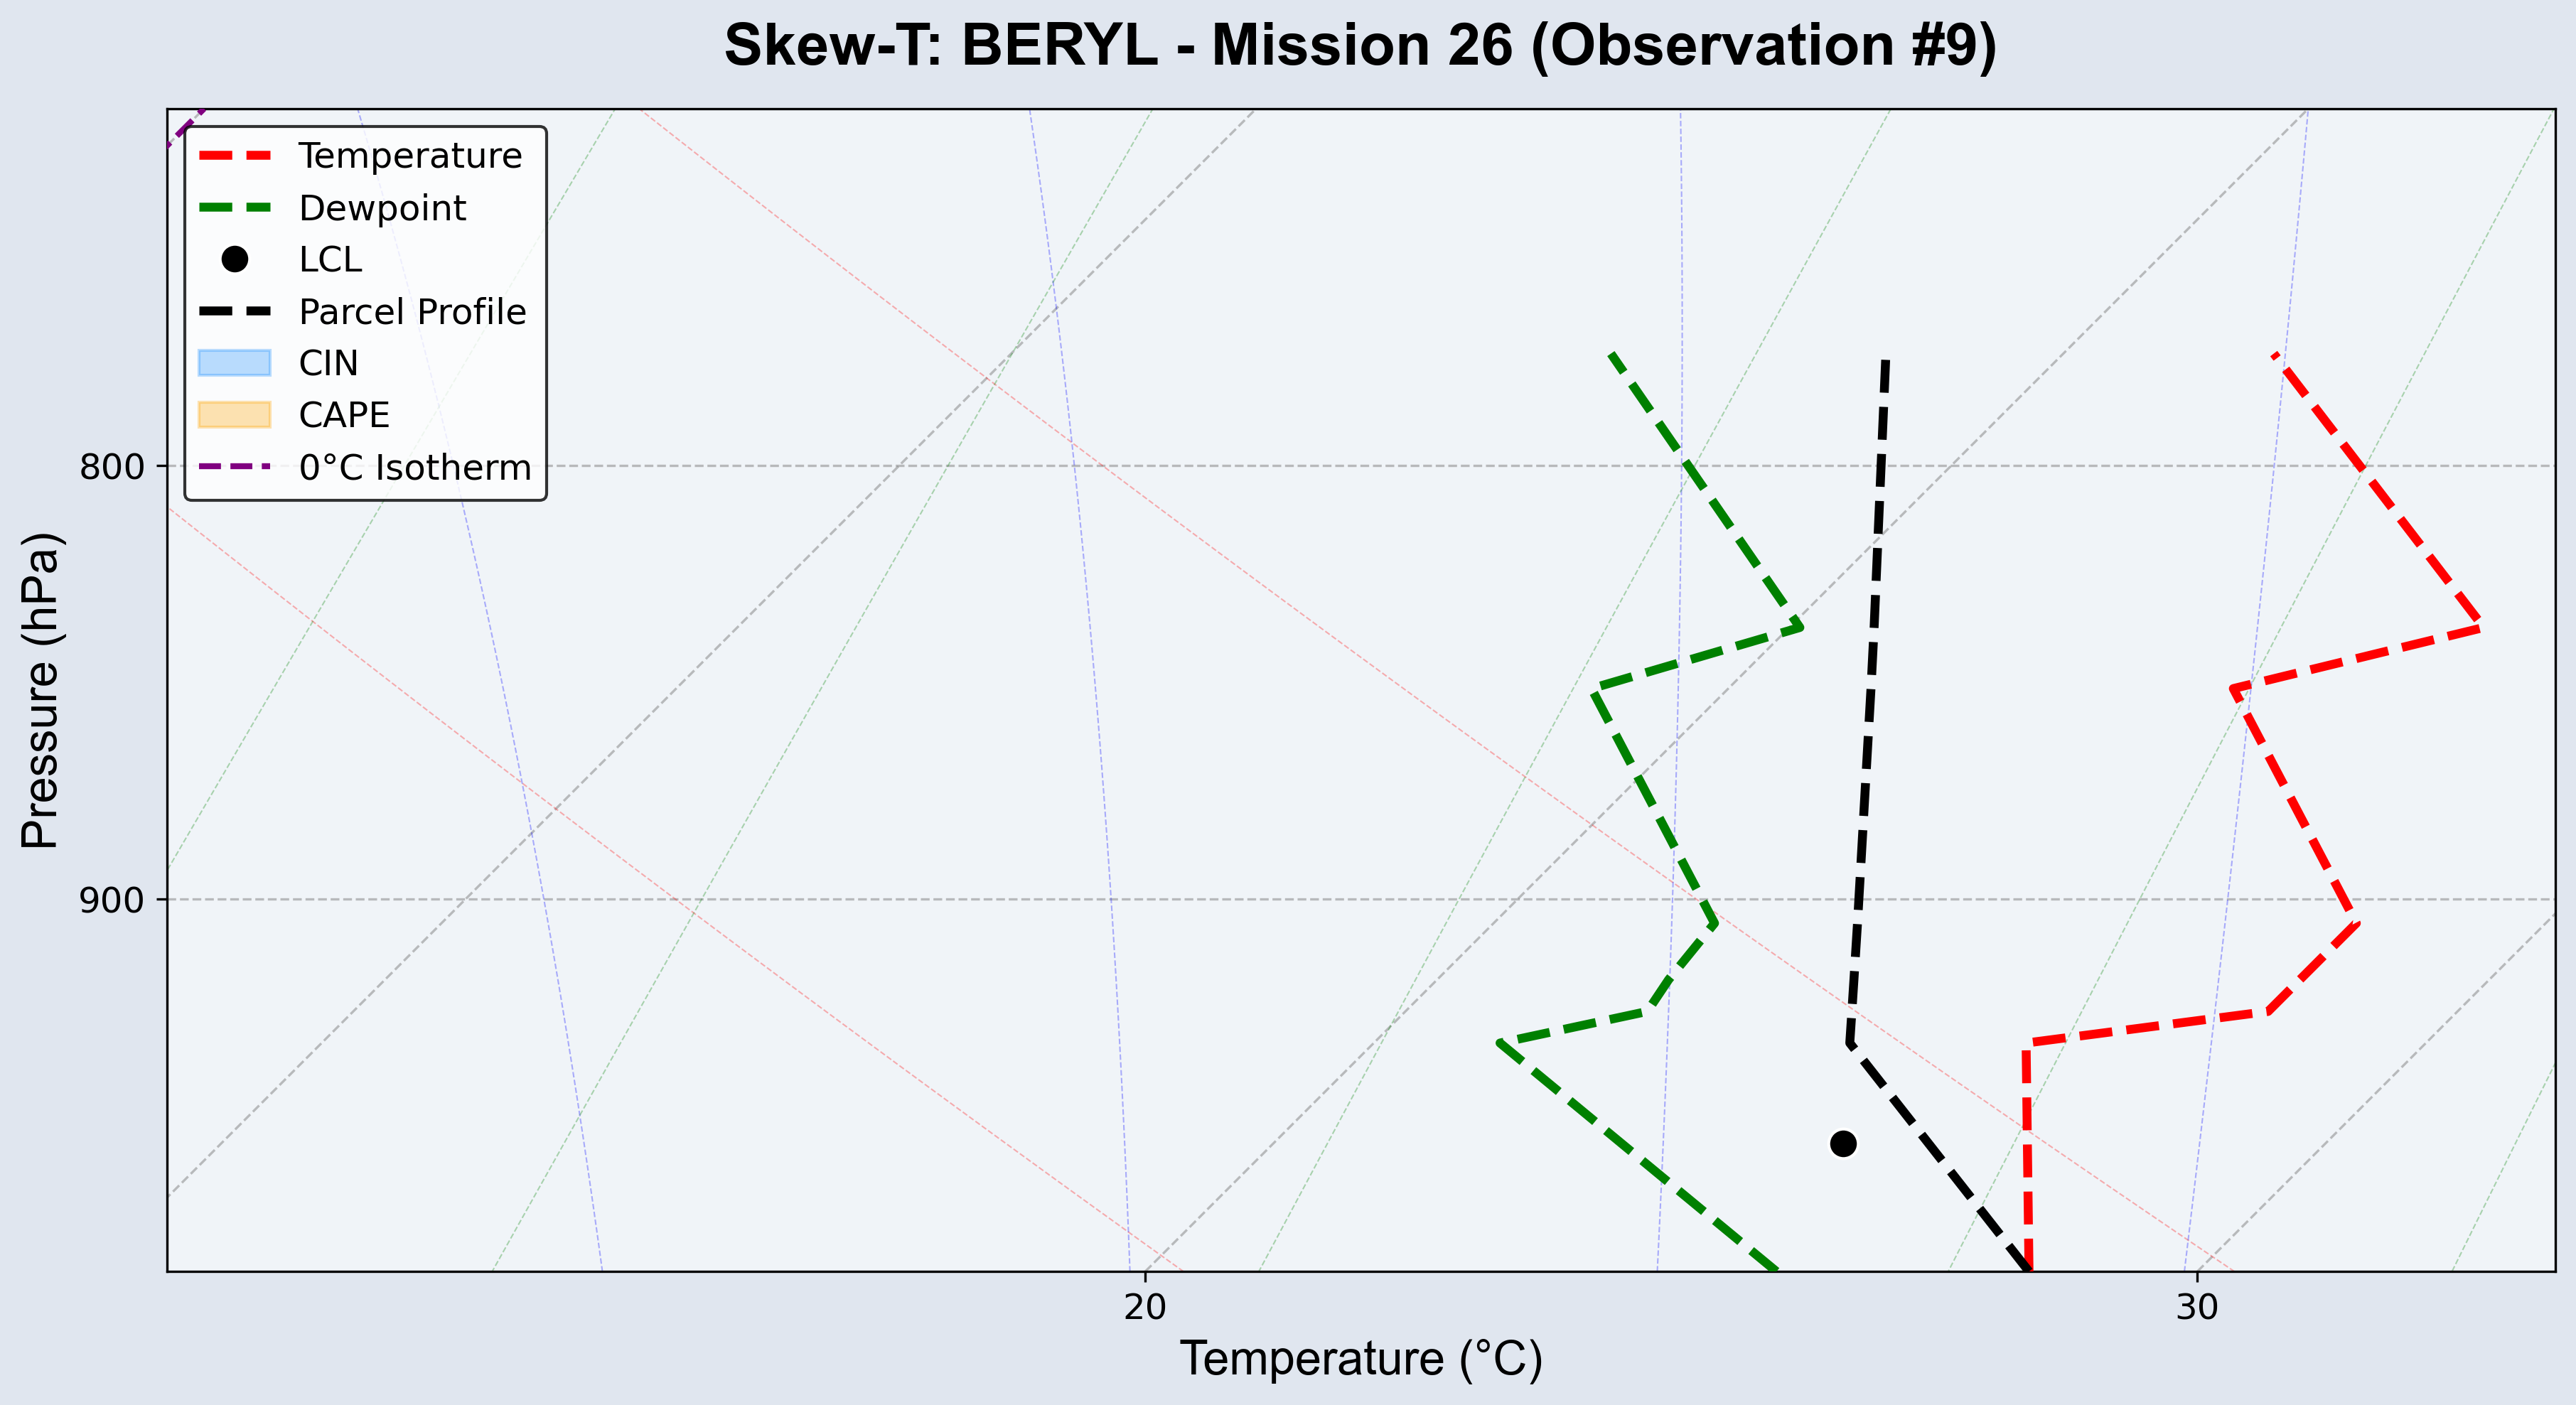 Skew-T: BERYL - Mission 26 (Observation #9)
Temperature
Dewpoint
LCL
Parcel Profile
CIN
CAPE
0°C Isotherm
Pressure (hPa)
800
900
20
30
Temperature (°C)